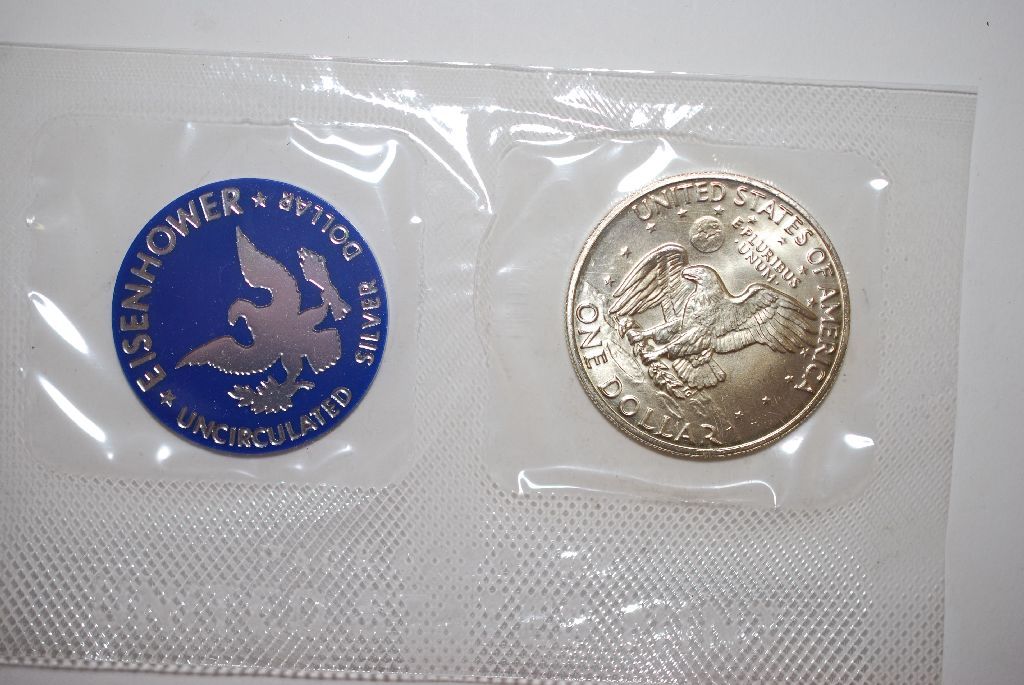 ★ EISENHOWER ★
UNCIRCULATED
SILVER DOLLAR
UNITED STATES OF AMERICA
E PLURIBUS
UNUM
ONE DOLLAR